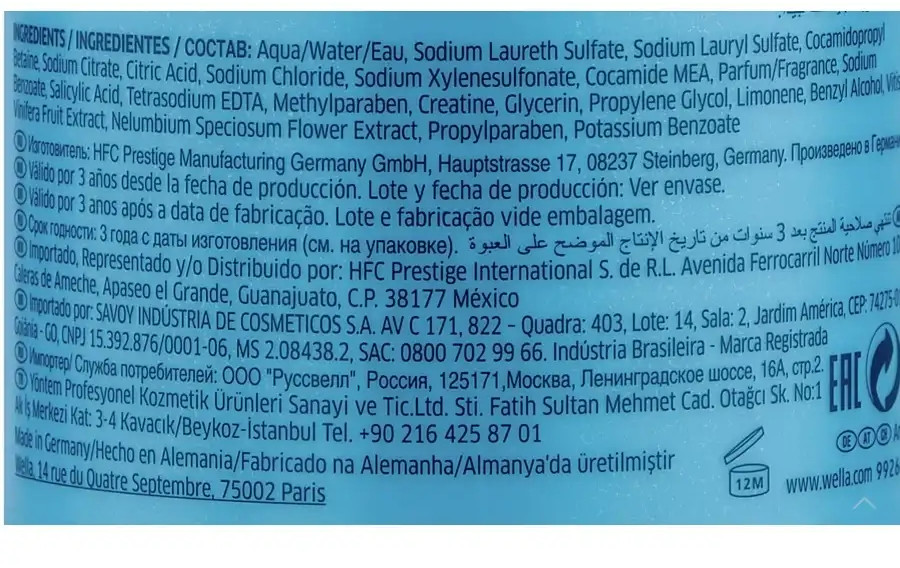 INGREDIENTS / INGREDIENTES / СОСТАВ: Aqua/Water/Eau, Sodium Laureth Sulfate, Sodium Lauryl Sulfate, Cocamidopropyl
Betaine, Sodium Citrate, Citric Acid, Sodium Chloride, Sodium Xylenesulfonate, Cocamide MEA, Parfum/Fragrance, Sodium
Benzoate, Salicylic Acid, Tetrasodium EDTA, Methylparaben, Creatine, Glycerin, Propylene Glycol, Limonene, Benzyl Alcohol, Vitis
Vinifera Fruit Extract, Nelumbium Speciosum Flower Extract, Propylparaben, Potassium Benzoate
Изготовитель: HFC Prestige Manufacturing Germany GmbH, Hauptstrasse 17, 08237 Steinberg, Germany. Произведено в
Válido por 3 años desde la fecha de producción. Lote y fecha de producción: Ver envase.
Válido por 3 anos após a data de fabricação. Lote e fabricação vide embalagem.
Срок годности: 3 года с даты изготовления (см. на упаковке). تنتهي صلاحية المنتج بعد 3 سنوات من تاريخ الإنتاج الموضح على العبوة
Importado, Representado y/o Distribuido por: HFC Prestige International S. de R.L. Avenida Ferrocarril Norte Número
Caleras de Ameche, Apaseo el Grande, Guanajuato, C.P. 38177 México
Importado por: SAVOY INDÚSTRIA DE COSMETICOS S.A. AV C 171, 822 – Quadra: 403, Lote: 14, Sala: 2, Jardim América, CEP:
Goiânia - GO, CNPJ 15.392.876/0001-06, MS 2.08438.2, SAC: 0800 702 99 66. Indústria Brasileira - Marca Registrada
Импортер/ Служба потребителей: ООО "Руссвелл", Россия, 125171,Москва, Ленинградское шоссе, 16А, стр.2.
Yöntem Profesyonel Kozmetik Ürünleri Sanayi ve Tic.Ltd. Sti. Fatih Sultan Mehmet Cad. Otağcı Sk. No:1
Ak İş Merkezi Kat: 3-4 Kavacık/Beykoz-İstanbul Tel. +90 216 425 87 01
EAC
Made in Germany/Hecho en Alemania/Fabricado na Alemanha/Almanya'da üretilmiştir
Wella, 14 rue du Quatre Septembre, 75002 Paris
12M
DE AT CH
www.wella.com